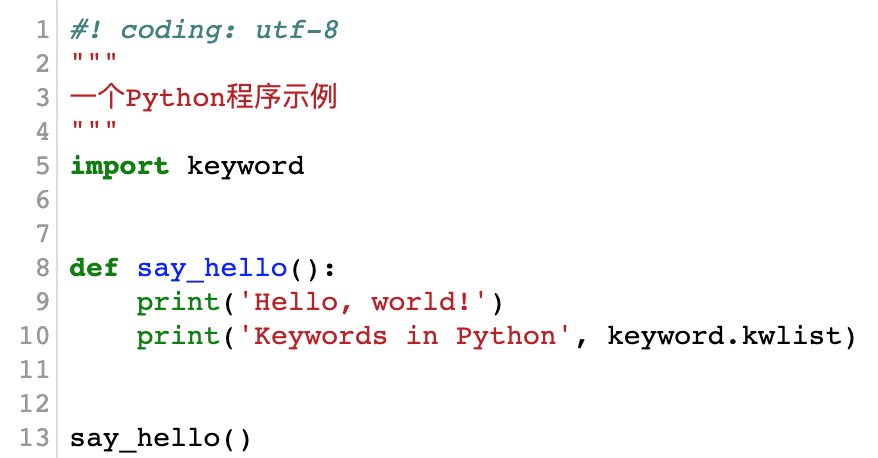 1 #! coding: utf-8
2 """
3 一个Python程序示例
4 """
5 import keyword
6
7
8 def say_hello():
9     print('Hello, world!')
10     print('Keywords in Python', keyword.kwlist)
11
12
13 say_hello()